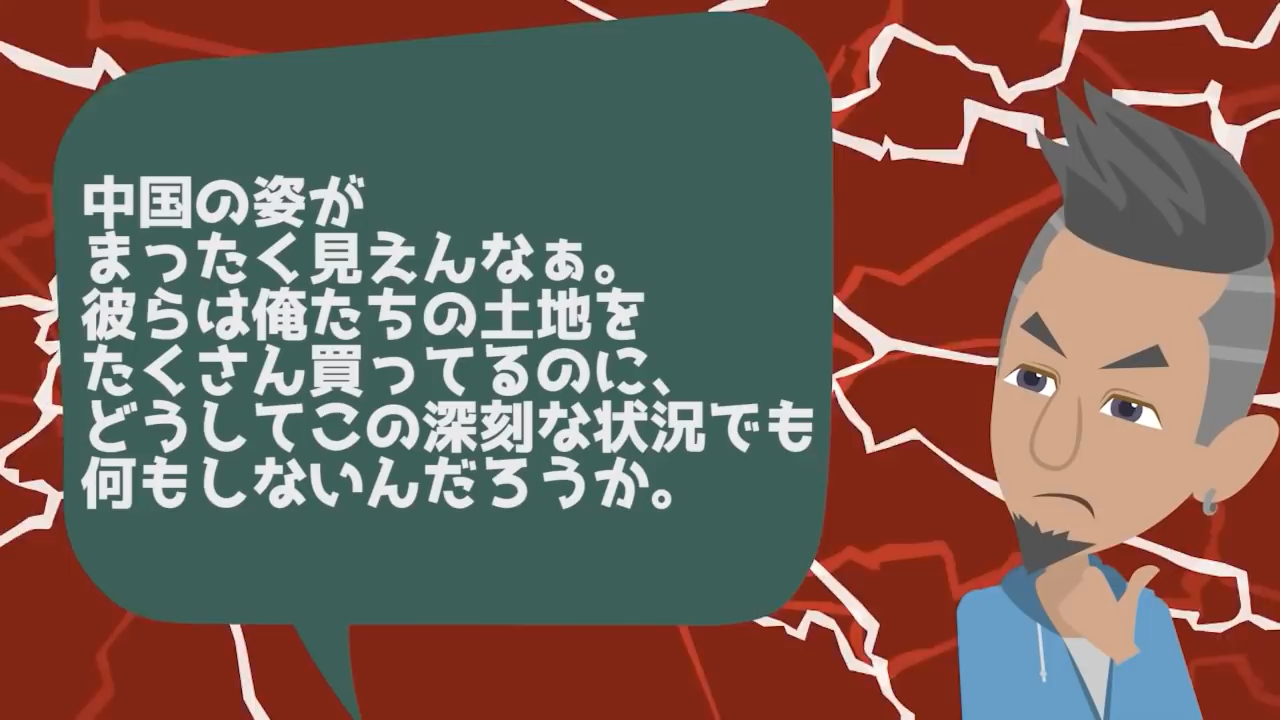 中国の姿が
まったく見えんなぁ。
彼らは俺たちの土地を
たくさん買ってるのに、
どうしてこの深刻な状況でも
何もしないんだろうか。